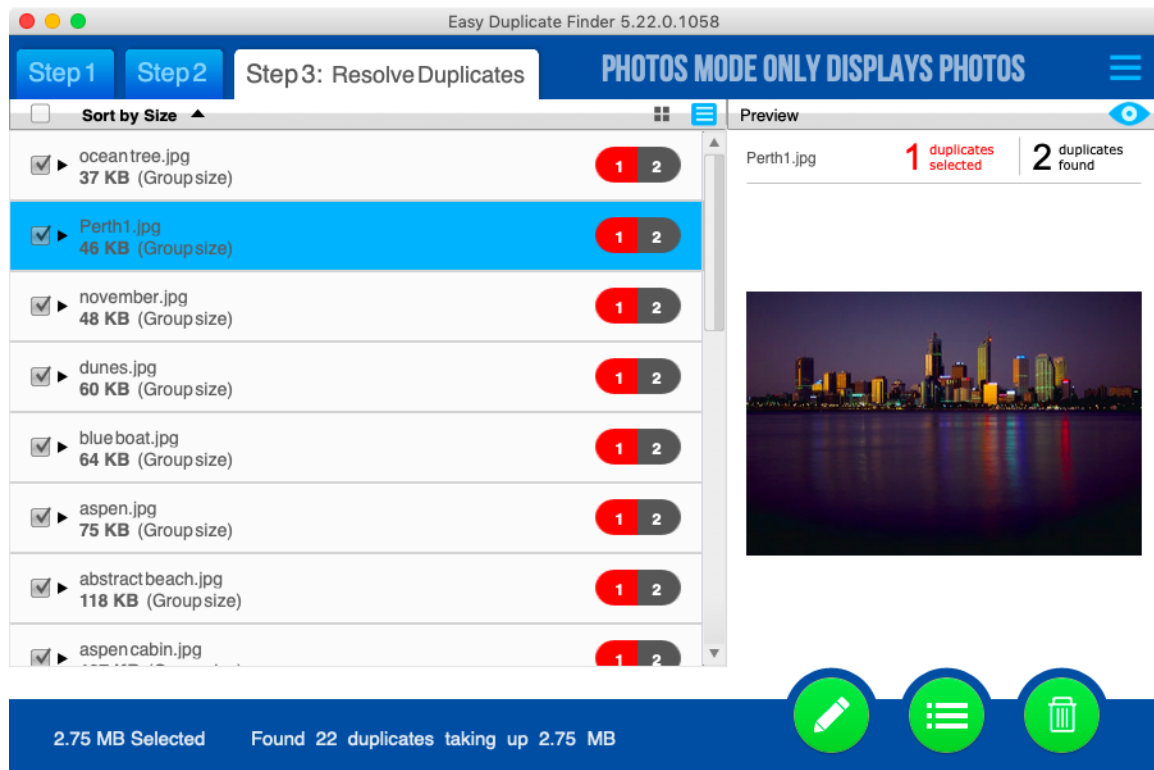 Easy Duplicate Finder 5.22.0.1058
Step 1 Step 2 Step 3: Resolve Duplicates PHOTOS MODE ONLY DISPLAYS PHOTOS
Sort by Size Preview
ocean tree.jpg
37 KB (Group size)
1 2
Perth1.jpg
46 KB (Group size)
1 2
november.jpg
48 KB (Group size)
1 2
dunes.jpg
60 KB (Group size)
1 2
blue boat.jpg
64 KB (Group size)
1 2
aspen.jpg
75 KB (Group size)
1 2
abstract beach.jpg
118 KB (Group size)
1 2
aspen cabin.jpg
1 2
Perth1.jpg
1 duplicates selected
2 duplicates found
2.75 MB Selected Found 22 duplicates taking up 2.75 MB